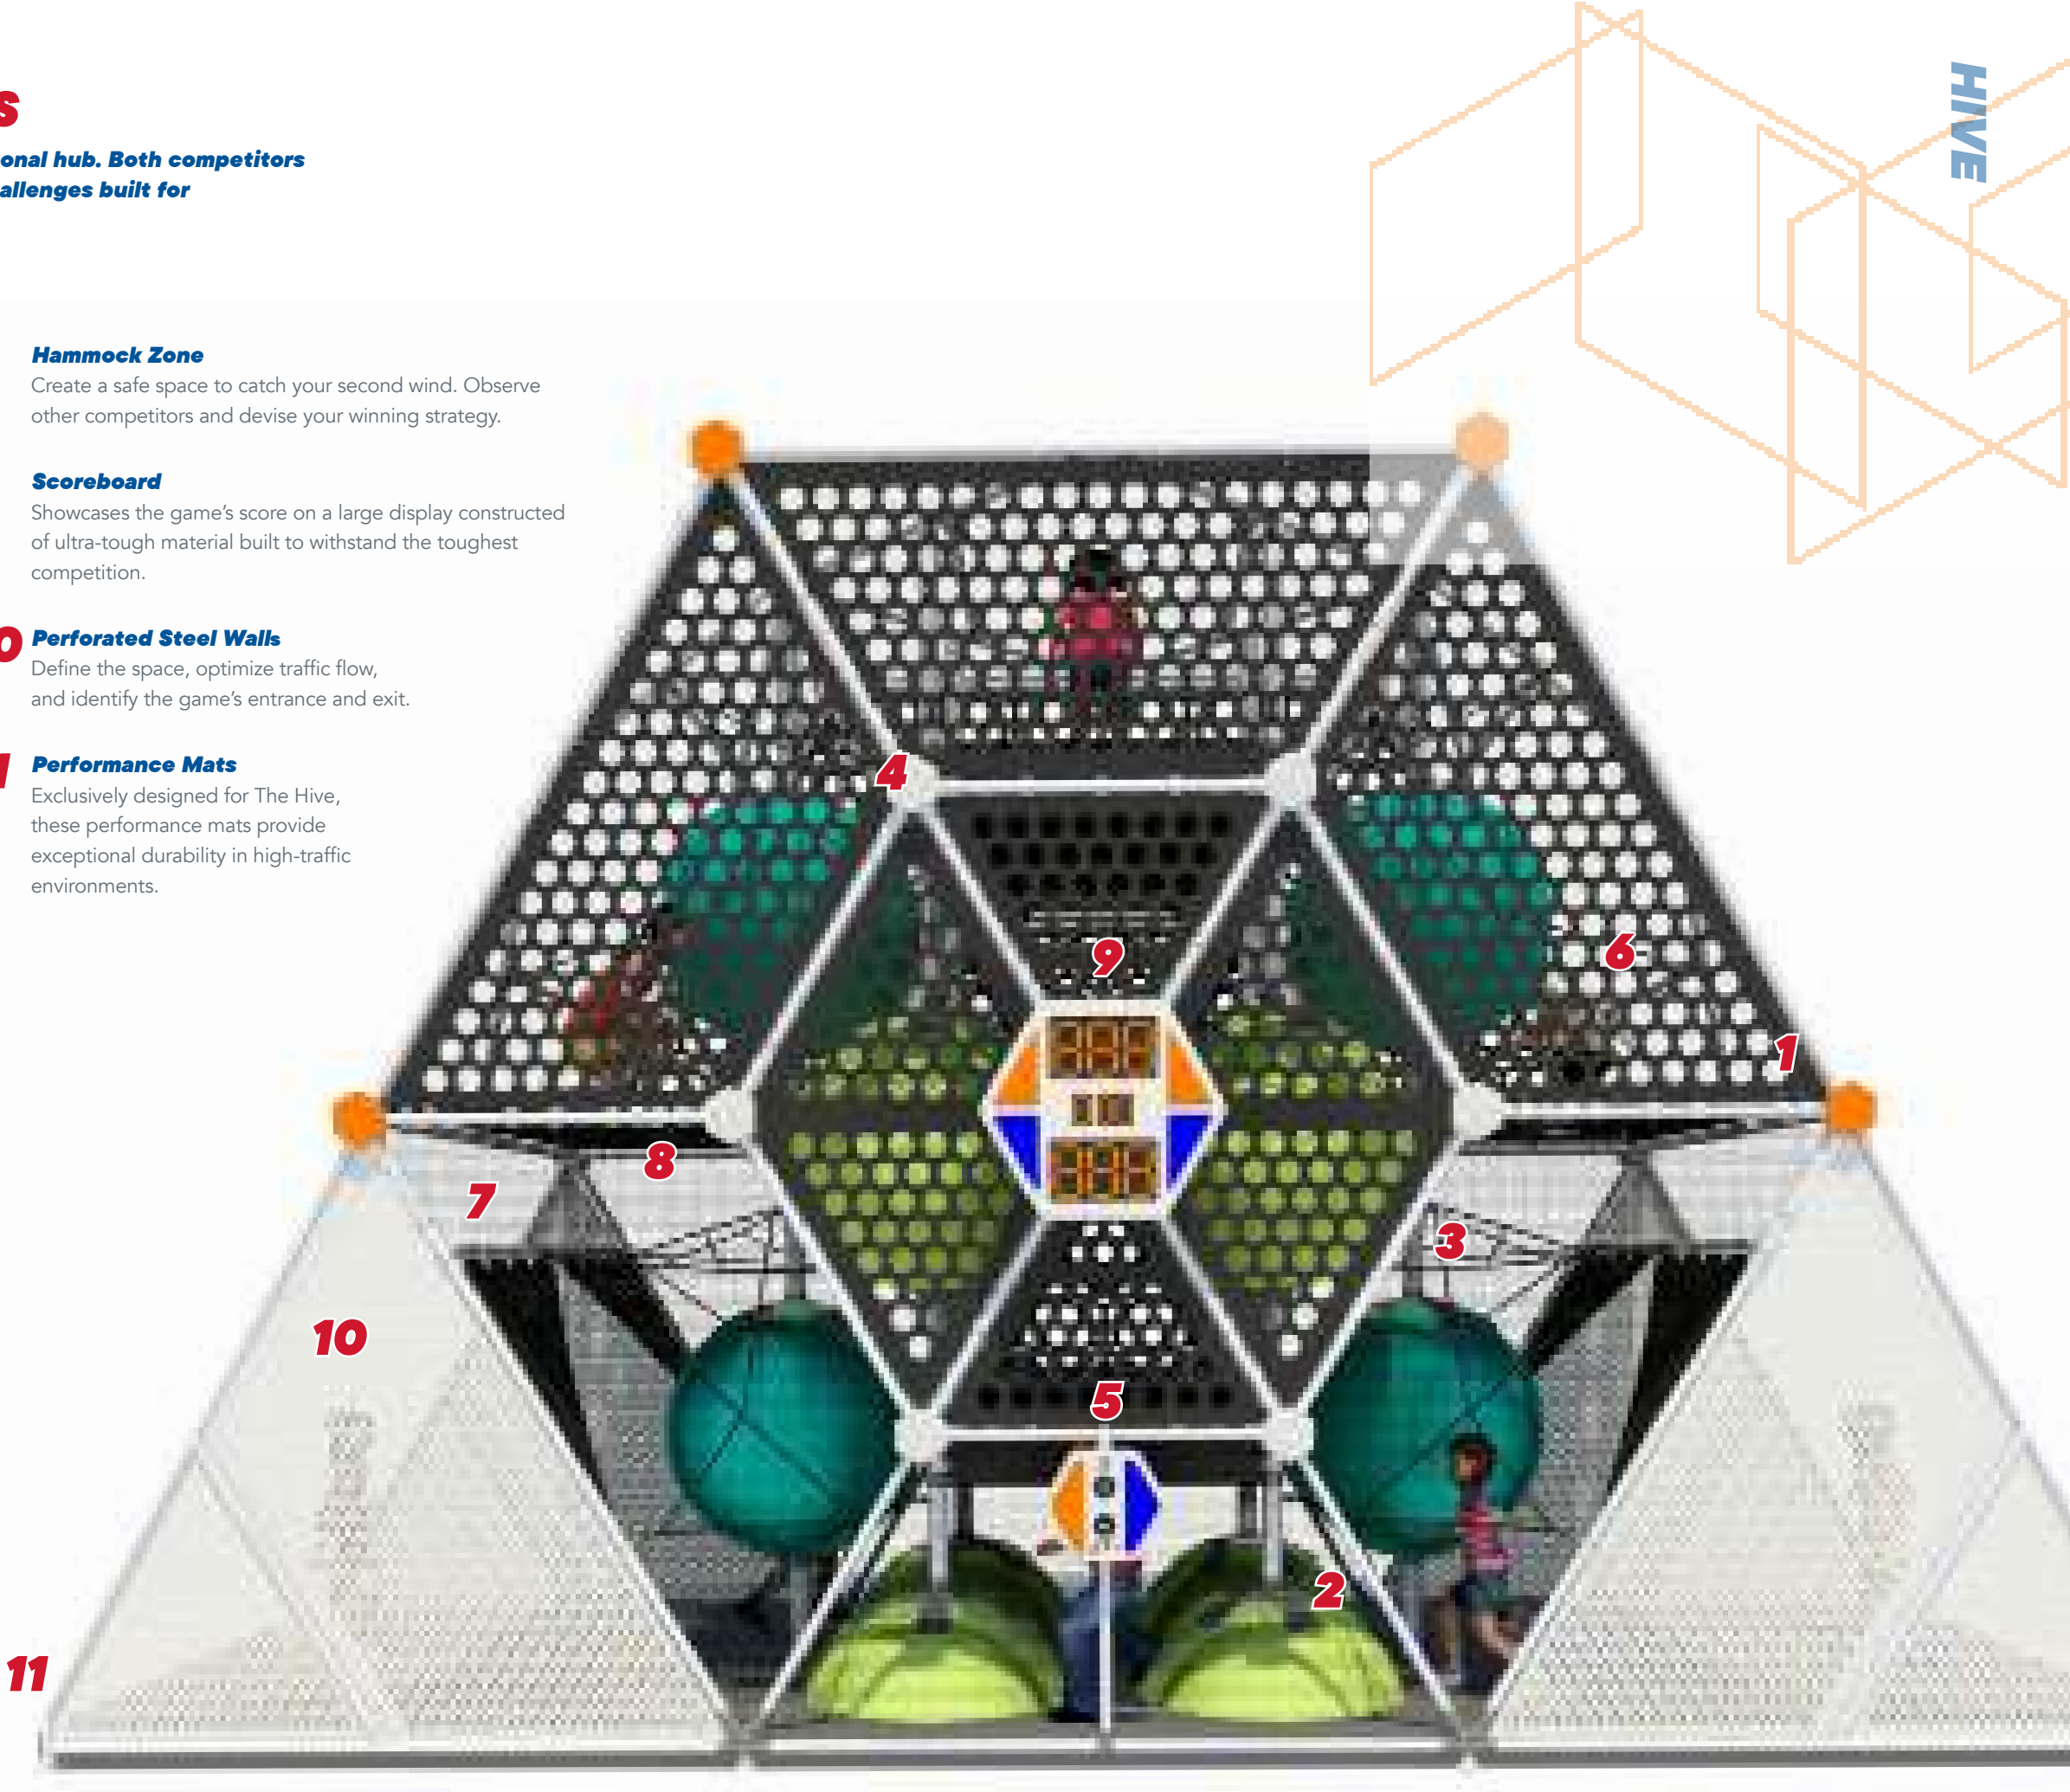 S
onal hub. Both competitors
allenges built for
HIVE
Hammock Zone
Create a safe space to catch your second wind. Observe
other competitors and devise your winning strategy.
Scoreboard
Showcases the game’s score on a large display constructed
of ultra-tough material built to withstand the toughest
competition.
0 Perforated Steel Walls
Define the space, optimize traffic flow,
and identify the game’s entrance and exit.
1 Performance Mats
Exclusively designed for The Hive,
these performance mats provide
exceptional durability in high-traffic
environments.
4
9
6
1
8
7
3
10
5
2
11